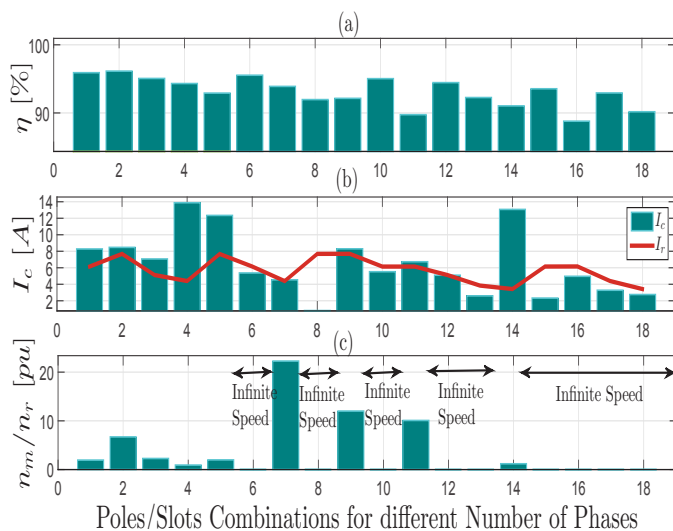 (a)
η [%]
100
90
0 2 4 6 8 10 12 14 16 18
(b)
I_c [A]
14
12
10
8
6
4
2
I_c
I_r
0 2 4 6 8 10 12 14 16 18
(c)
n_m/n_r [pu]
20
10
0
Infinite Speed
Infinite Speed
Infinite Speed
Infinite Speed
Infinite Speed
0 2 4 6 8 10 12 14 16 18
Poles/Slots Combinations for different Number of Phases